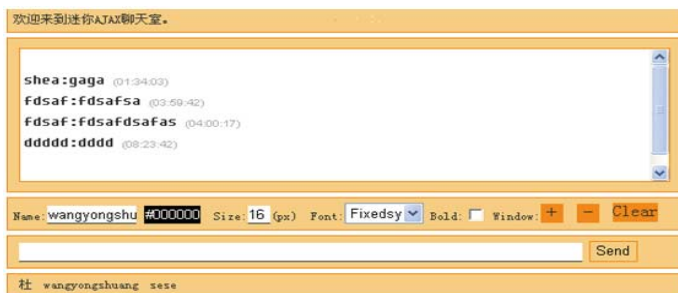 欢迎来到迷你AJAX聊天室。
shea:gaga (01:34:03)
fdsaf:fdsafsa (03:59:42)
fdsaf:fdsafdsafas (04:00:17)
ddddd:dddd (08:23:42)
Name: wangyongshu #000000 Size: 16 (px) Font: Fixedsy Bold: Window: + - Clear
Send
杜 wangyongshuang sese